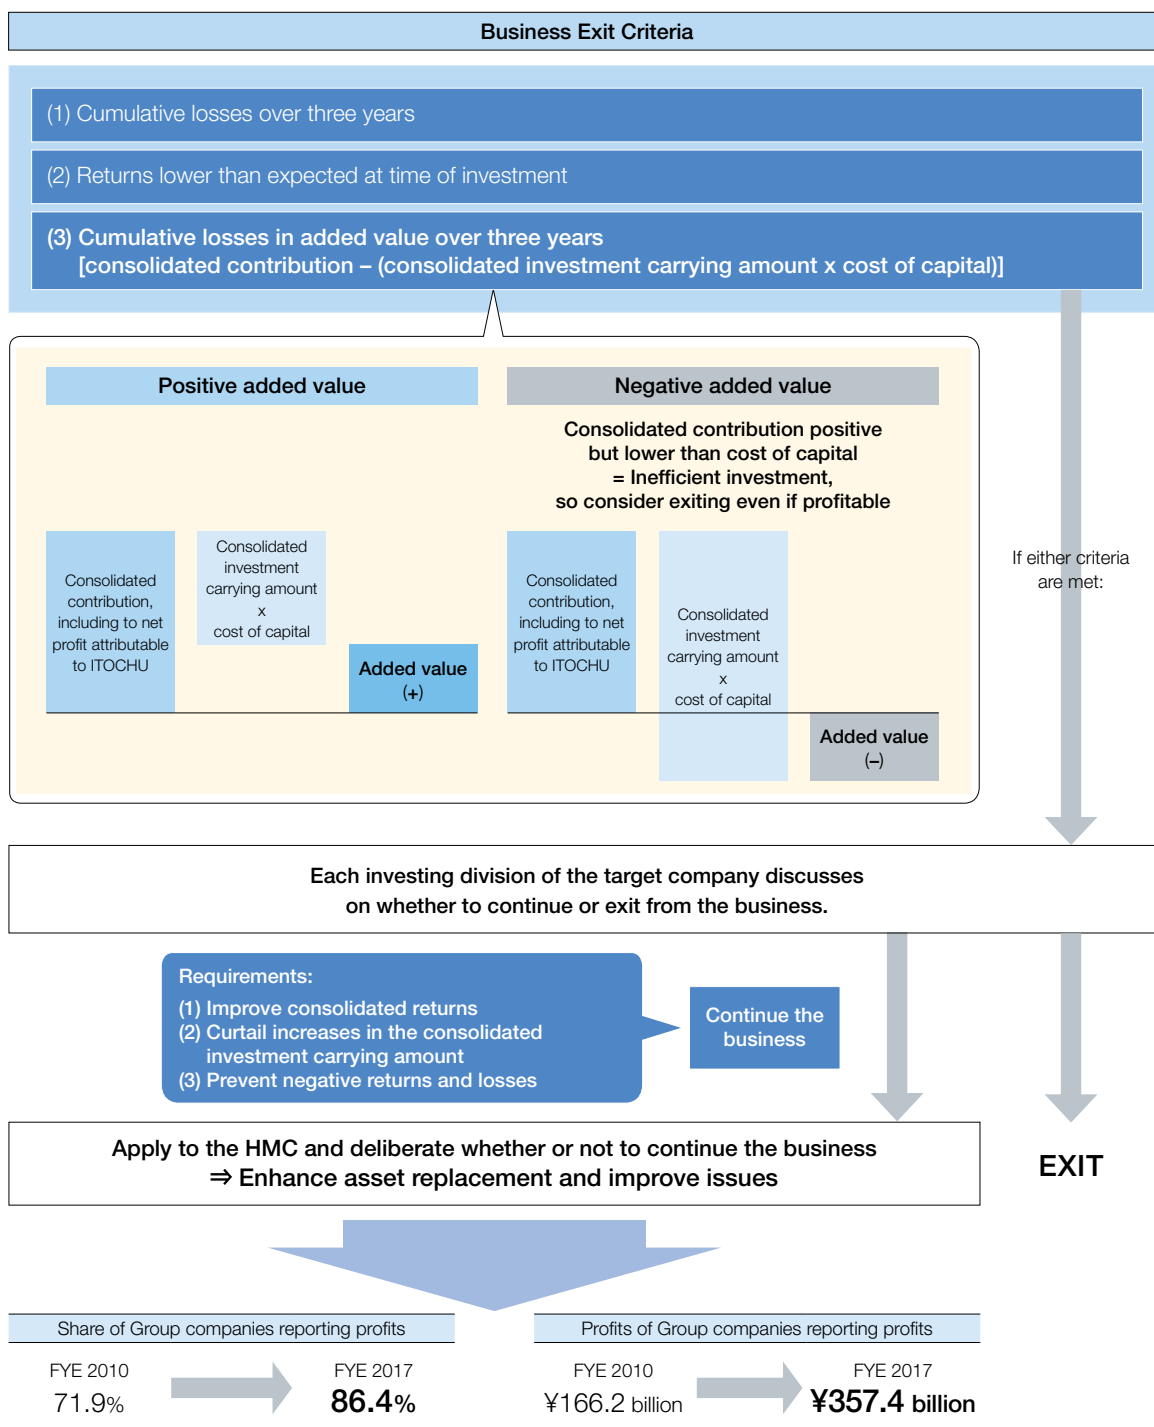 Business Exit Criteria
(1) Cumulative losses over three years
(2) Returns lower than expected at time of investment
(3) Cumulative losses in added value over three years
[consolidated contribution – (consolidated investment carrying amount x cost of capital)]
Positive added value
Negative added value
Consolidated contribution positive
but lower than cost of capital
= Inefficient investment,
so consider exiting even if profitable
Consolidated
contribution,
including to net
profit attributable
to ITOCHU
Consolidated
investment
carrying amount
x
cost of capital
Added value
(+)
Consolidated
contribution,
including to net
profit attributable
to ITOCHU
Consolidated
investment
carrying amount
x
cost of capital
Added value
(–)
If either criteria
are met:
Each investing division of the target company discusses
on whether to continue or exit from the business.
Requirements:
(1) Improve consolidated returns
(2) Curtail increases in the consolidated
investment carrying amount
(3) Prevent negative returns and losses
Continue the
business
Apply to the HMC and deliberate whether or not to continue the business
⇒ Enhance asset replacement and improve issues
EXIT
Share of Group companies reporting profits
FYE 2010
71.9%
FYE 2017
86.4%
Profits of Group companies reporting profits
FYE 2010
¥166.2 billion
FYE 2017
¥357.4 billion